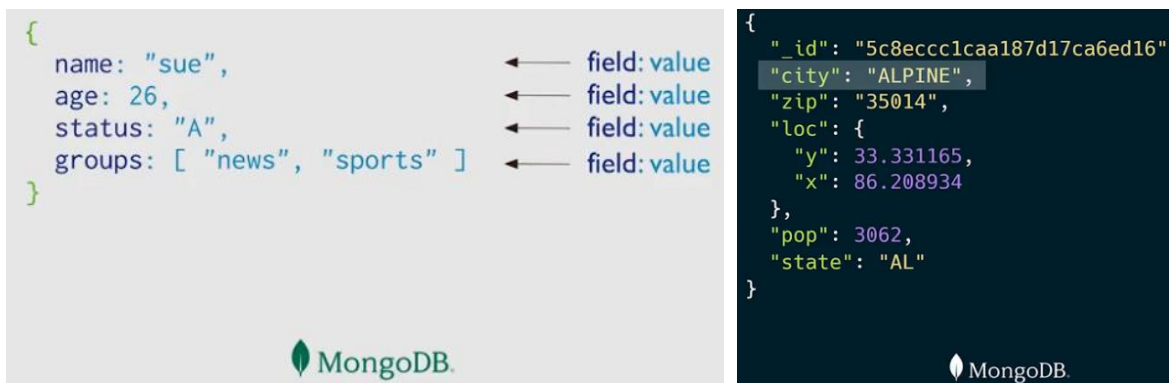 {
name: "sue", field: value
age: 26, field: value
status: "A", field: value
groups: [ "news", "sports" ] field: value
}
MongoDB.
{
"_id": "5c8eccc1caa187d17ca6ed16"
"city": "ALPINE",
"zip": "35014",
"loc": {
"y": 33.331165,
"x": 86.208934
},
"pop": 3062,
"state": "AL"
}
MongoDB.